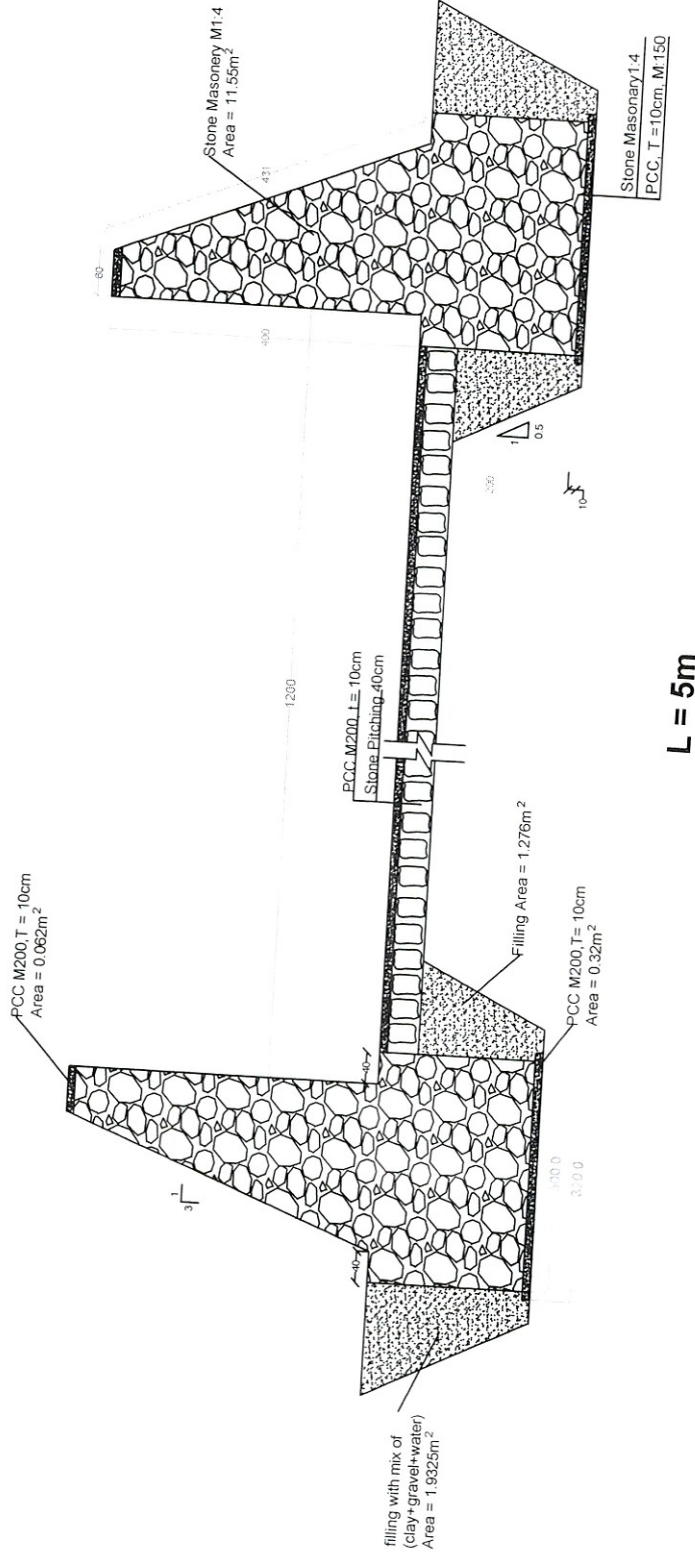 PCC M200,T = 10cm
Area = 0.062m²
Stone Masonery M1:4
Area = 11.55m²
60
431
400
3
1
1200
40
40
PCC M200, t = 10cm
Stone Pitching 40cm
filling with mix of
(clay+gravel+water)
Area = 1.9325m²
Filling Area = 1.276m²
PCC M200,T= 10cm
Area = 0.32m²
1
0.5
200
10
Stone Masonary1:4
PCC, T =10cm, M:150
320.0
L = 5m